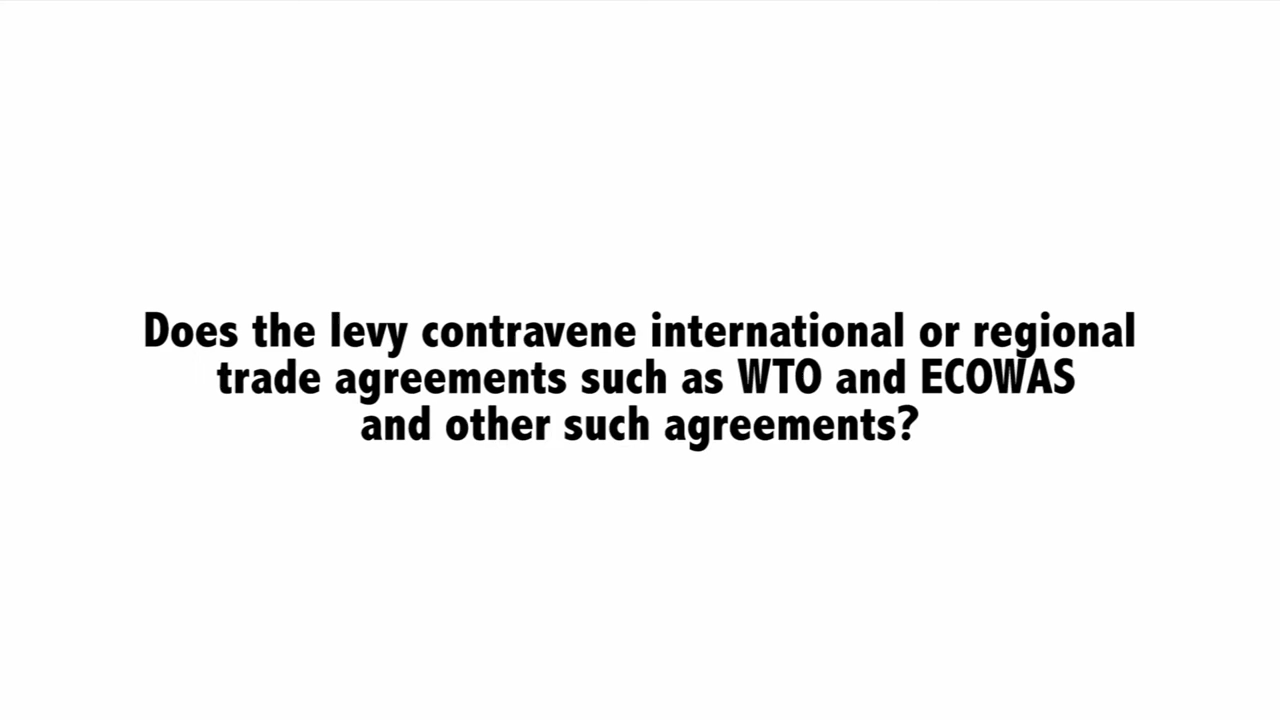 Does the levy contravene international or regional
trade agreements such as WTO and ECOWAS
and other such agreements?